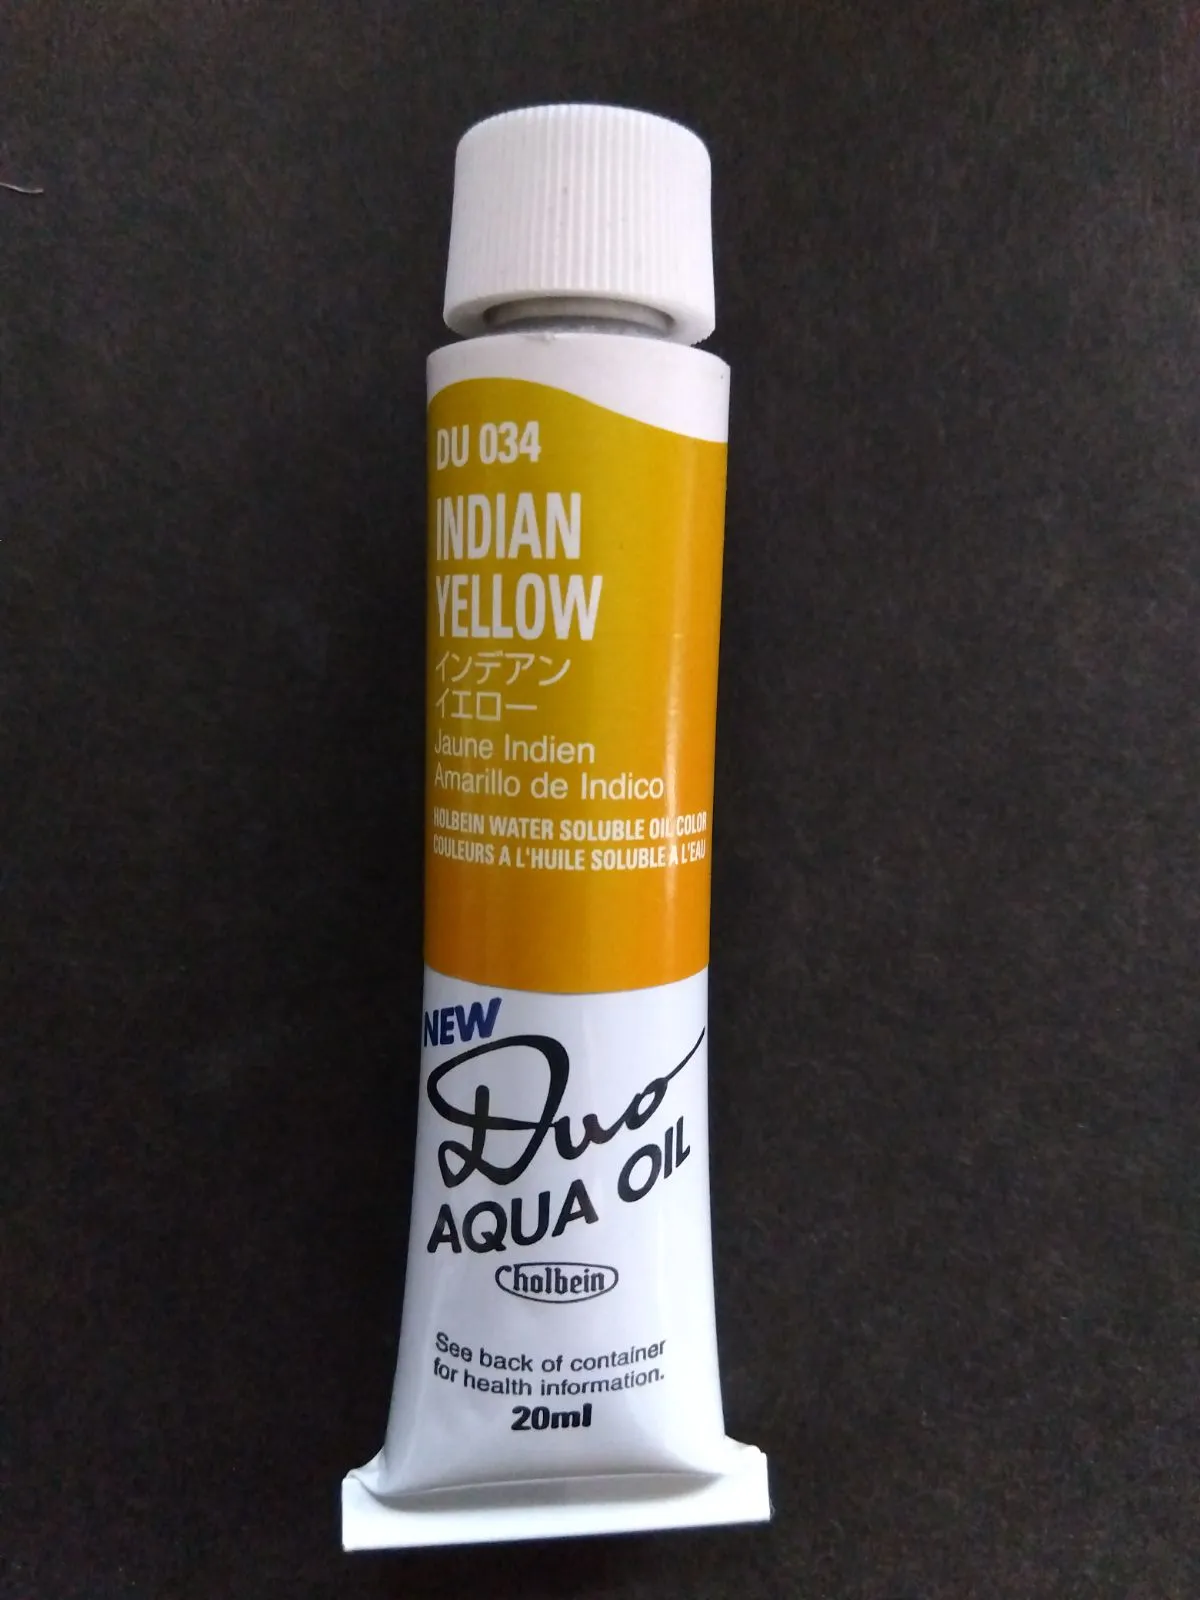 DU 034
INDIAN
YELLOW
インデアン
イエロー
Jaune Indien
Amarillo de Indico
HOLBEIN WATER SOLUBLE OIL COLOR
COULEURS A L'HUILE SOLUBLE A L'EAU
NEW
Duo
AQUA OIL
holbein
See back of container
for health information.
20ml